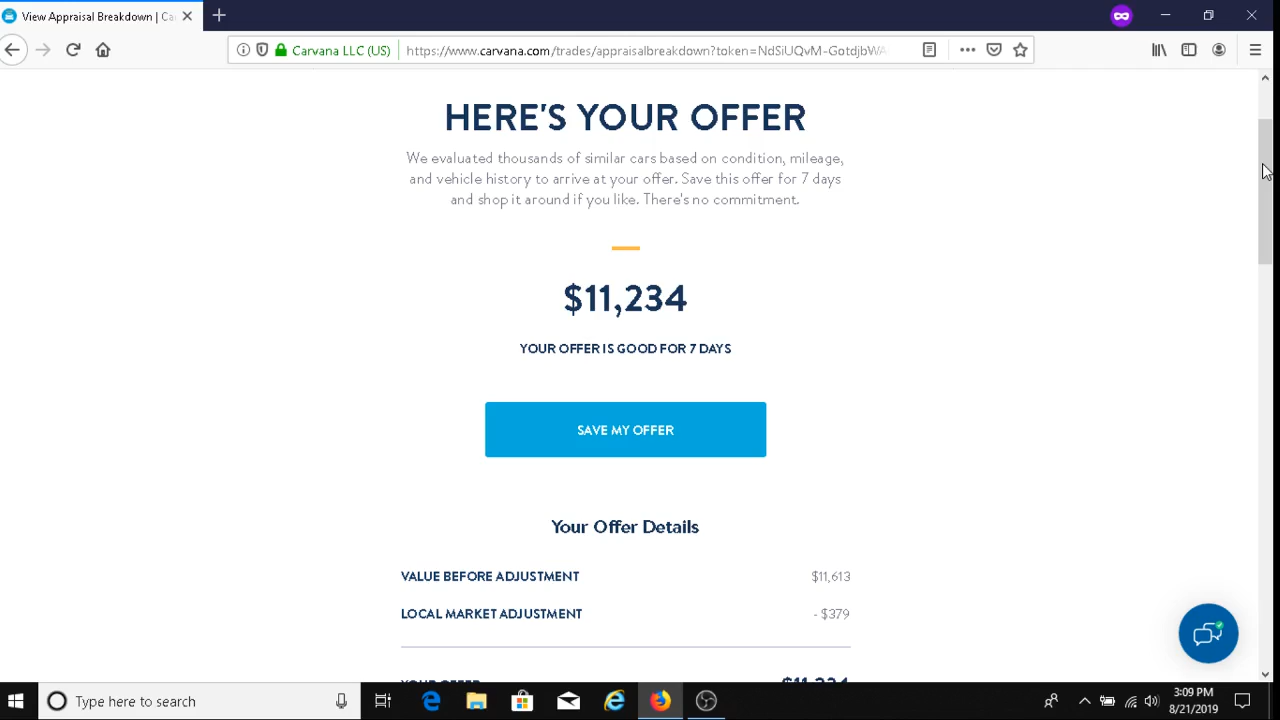 View Appraisal Breakdown | Ca
Carvana LLC (US)
https://www.carvana.com/trades/appraisalbreakdown?token=NdSiUQvM-GotdjbWA
HERE'S YOUR OFFER
We evaluated thousands of similar cars based on condition, mileage,
and vehicle history to arrive at your offer. Save this offer for 7 days
and shop it around if you like. There's no commitment.
$11,234
YOUR OFFER IS GOOD FOR 7 DAYS
SAVE MY OFFER
Your Offer Details
VALUE BEFORE ADJUSTMENT $11,613
LOCAL MARKET ADJUSTMENT - $379
YOUR OFFER $11,234
Type here to search
3:09 PM
8/21/2019